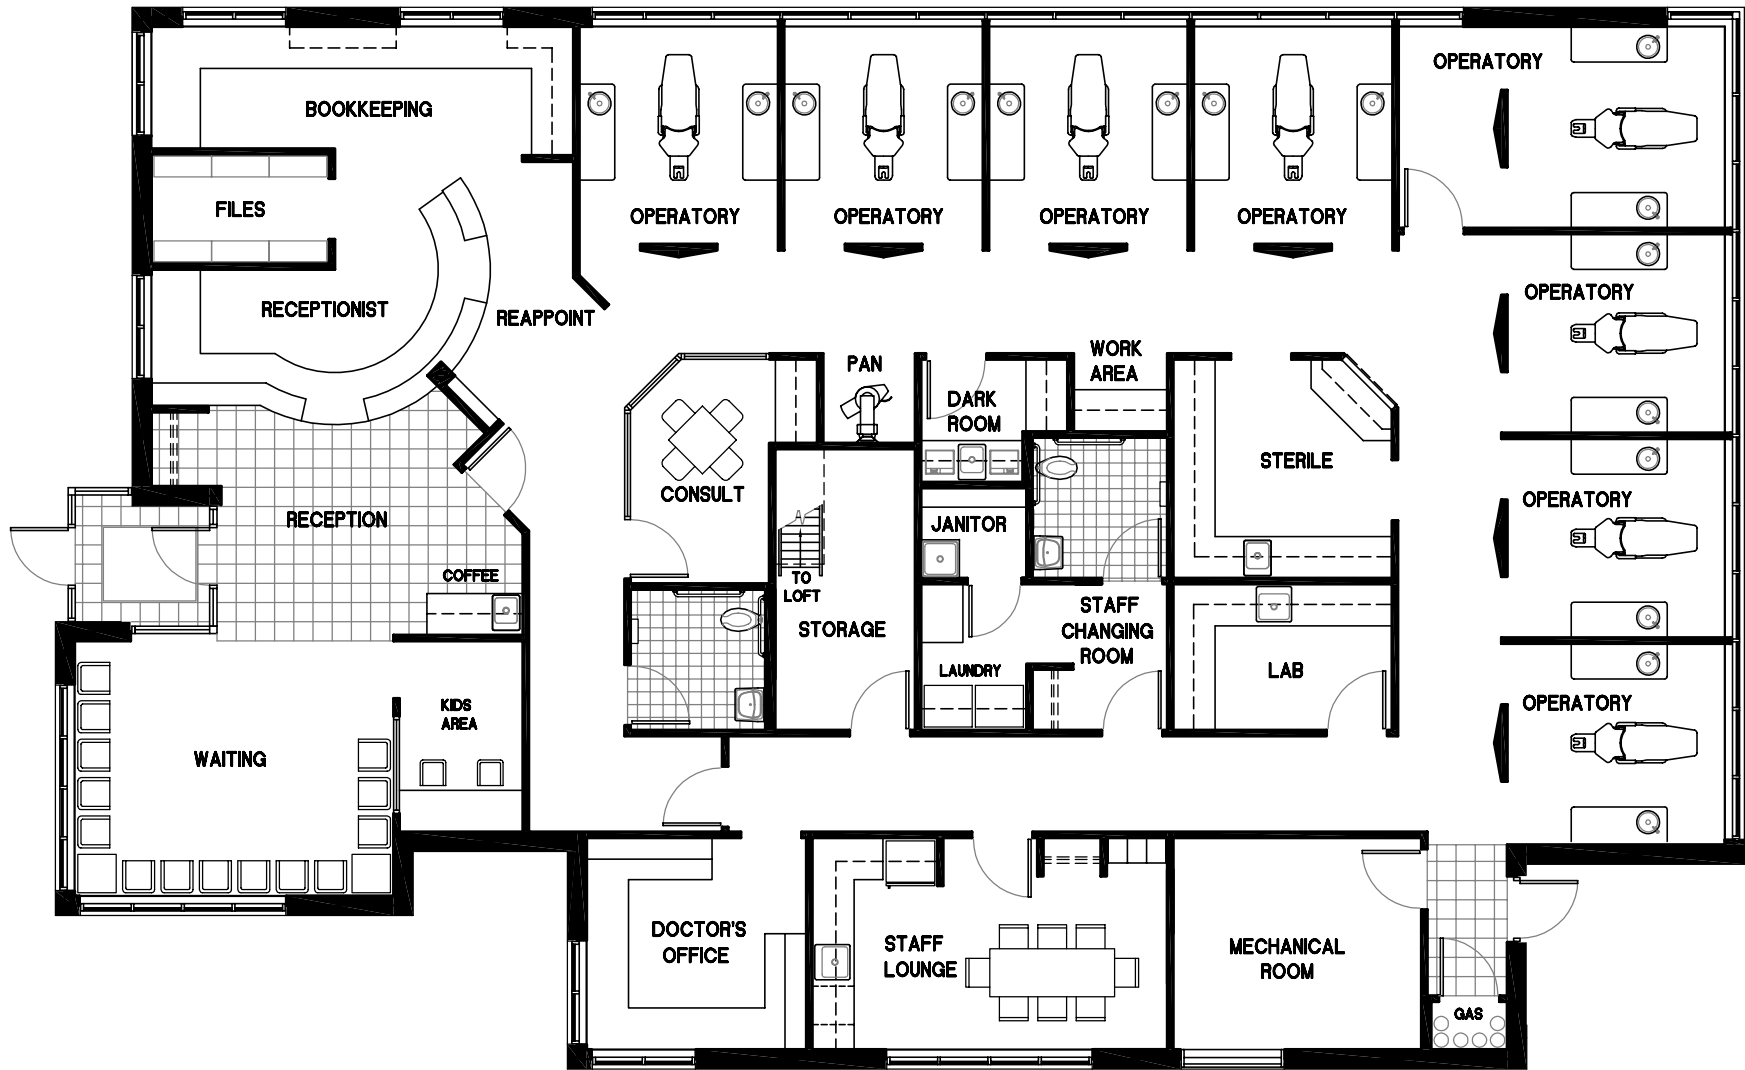 OPERATORY
BOOKKEEPING
FILES
OPERATORY
OPERATORY
OPERATORY
OPERATORY
OPERATORY
RECEPTIONIST
REAPPOINT
PAN
WORK
AREA
DARK
ROOM
STERILE
CONSULT
OPERATORY
RECEPTION
JANITOR
COFFEE
TO
LOFT
STORAGE
STAFF
CHANGING
ROOM
LAUNDRY
LAB
OPERATORY
KIDS
AREA
WAITING
DOCTOR'S
OFFICE
STAFF
LOUNGE
MECHANICAL
ROOM
GAS